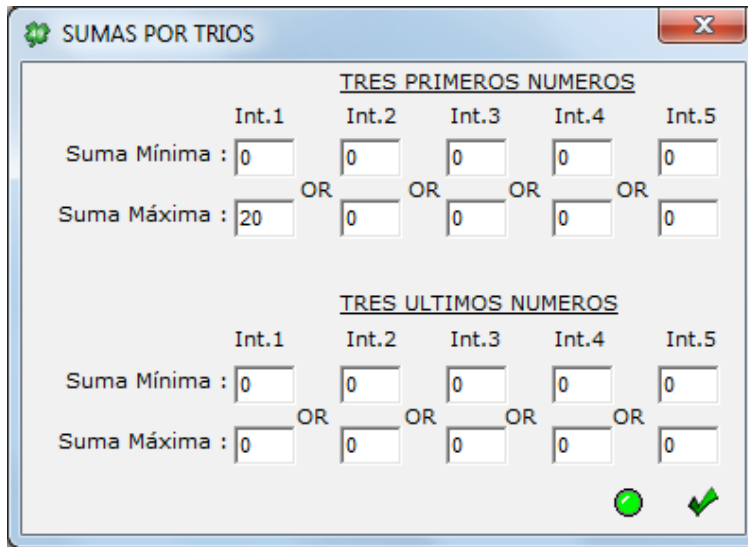 SUMAS POR TRIOS
TRES PRIMEROS NUMEROS
Int.1 Int.2 Int.3 Int.4 Int.5
Suma Mínima : 0 0 0 0 0
OR OR OR OR
Suma Máxima : 20 0 0 0 0
TRES ULTIMOS NUMEROS
Int.1 Int.2 Int.3 Int.4 Int.5
Suma Mínima : 0 0 0 0 0
OR OR OR OR
Suma Máxima : 0 0 0 0 0